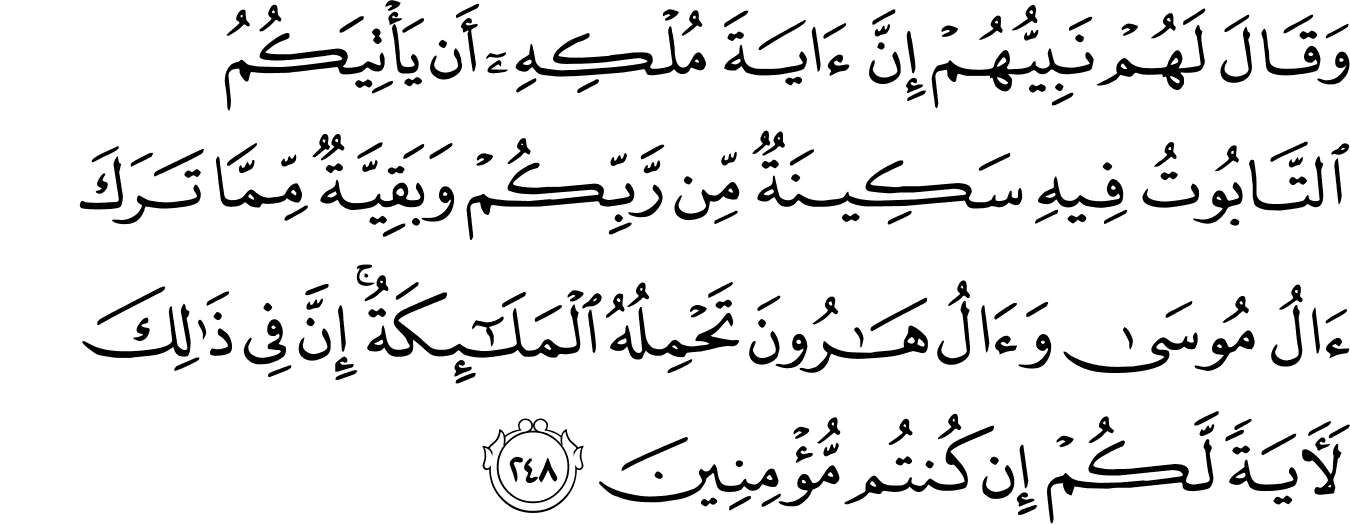 وَقَالَ لَهُمْ نَبِيُّهُمْ إِنَّ ءَايَةَ مُلْكِهِۦٓ أَن يَأْتِيَكُمُ
ٱلتَّابُوتُ فِيهِ سَكِينَةٌ مِّن رَّبِّكُمْ وَبَقِيَّةٌ مِّمَّا تَرَكَ
ءَالُ مُوسَىٰ وَءَالُ هَـٰرُونَ تَحْمِلُهُ ٱلْمَلَـٰٓئِكَةُ ۚ إِنَّ فِى ذَٰلِكَ
لَـَٔايَةً لَّكُمْ إِن كُنتُم مُّؤْمِنِينَ ٢٤٨